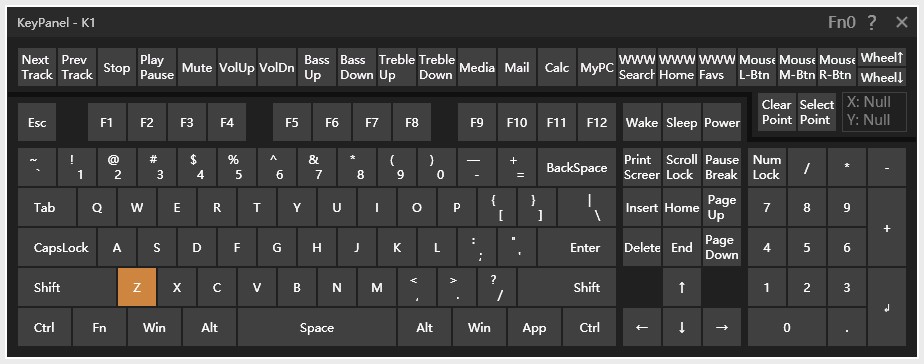 KeyPanel - K1 Fn0 ? ×
Next Track Prev Track Stop Play Pause Mute VolUp VolDn Bass Up Bass Down Treble Up Treble Down Media Mail Calc MyPC WWW Search WWW Home WWW Favs Mouse L-Btn Mouse M-Btn Mouse R-Btn Wheel↑
Wheel↓
Clear Point Select Point X: Null
Y: Null
Esc F1 F2 F3 F4 F5 F6 F7 F8 F9 F10 F11 F12 Wake Sleep Power
~ ` ! 1 @ 2 # 3 $ 4 % 5 ^ 6 & 7 * 8 ( 9 ) 0 — - + = BackSpace Print Screer Scroll Lock Pause Break Num Lock / * -
Tab Q W E R T Y U I O P { [ } ] | \ Insert Home Page Up 7 8 9 +
CapsLock A S D F G H J K L : ; " ' Enter Delete End Page Down 4 5 6
Shift Z X C V B N M < , > . ? / Shift ↑ 1 2 3 ↲
Ctrl Fn Win Alt Space Alt Win App Ctrl ← ↓ → 0 .